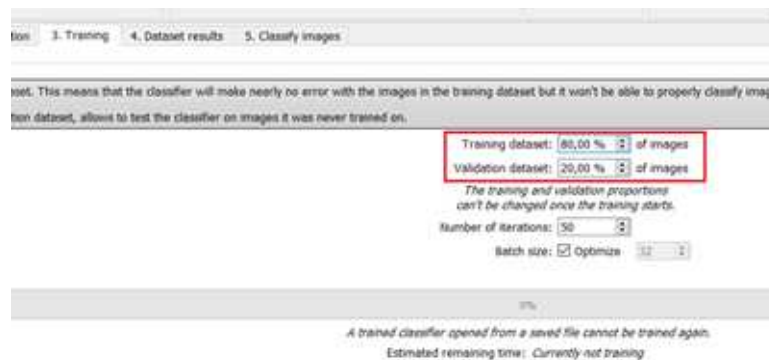 tion 3. Training 4. Dataset results 5. Classify images
set. This means that the classifier will make nearly no error with the images in the training dataset but it won't be able to properly classify imag
tion dataset, allows to test the classifier on images it was never trained on.
Training dataset: 80,00 % of images
Validation dataset: 20,00 % of images
The training and validation proportions
can't be changed once the training starts.
Number of iterations: 50
Batch size: Optimize 32
0%
A trained classifier opened from a saved file cannot be trained again.
Estimated remaining time: Currently not training